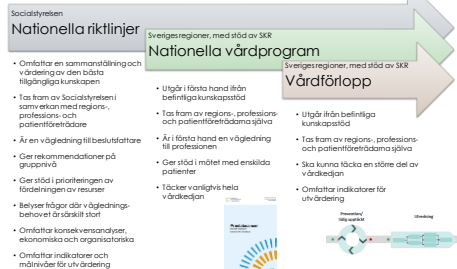 Socialstyrelsen
Nationella riktlinjer
Sveriges regioner, med stöd av SKR
Nationella vårdprogram
Sveriges regioner, med stöd av SKR
Vårdförlopp
• Omfattar en sammanställning och
värdering av den bästa
tillgängliga kunskapen
• Tas fram av Socialstyrelsen i
samverkan med regions-,
professions- och
patientföreträdare
• Är en vägledning till beslutsfattare
• Ger rekommendationer på
gruppnivå
• Ger stöd i prioriteringen av
fördelningen av resurser
• Belyser frågor där väglednings-
behovet är särskilt stort
• Omfattar konsekvensanalyser,
ekonomiska och organisatoriska
• Omfattar indikatorer och
målnivåer för utvärdering
• Utgår i första hand ifrån
befintliga kunskapsstöd
• Tas fram av regions-, professions-
och patientföreträdarna själva
• Är i första hand en vägledning
till professionen
• Ger stöd i mötet med enskilda
patienter
• Täcker vanligtvis hela
vårdkedjan
• Utgår ifrån befintliga
kunskapsstöd
• Tas fram av regions-, professions-
och patientföreträdarna själva
• Ska kunna täcka en större del av
vårdkedjan
• Omfattar indikatorer för
utvärdering
Prevention/
tidig upptäckt
Utredning